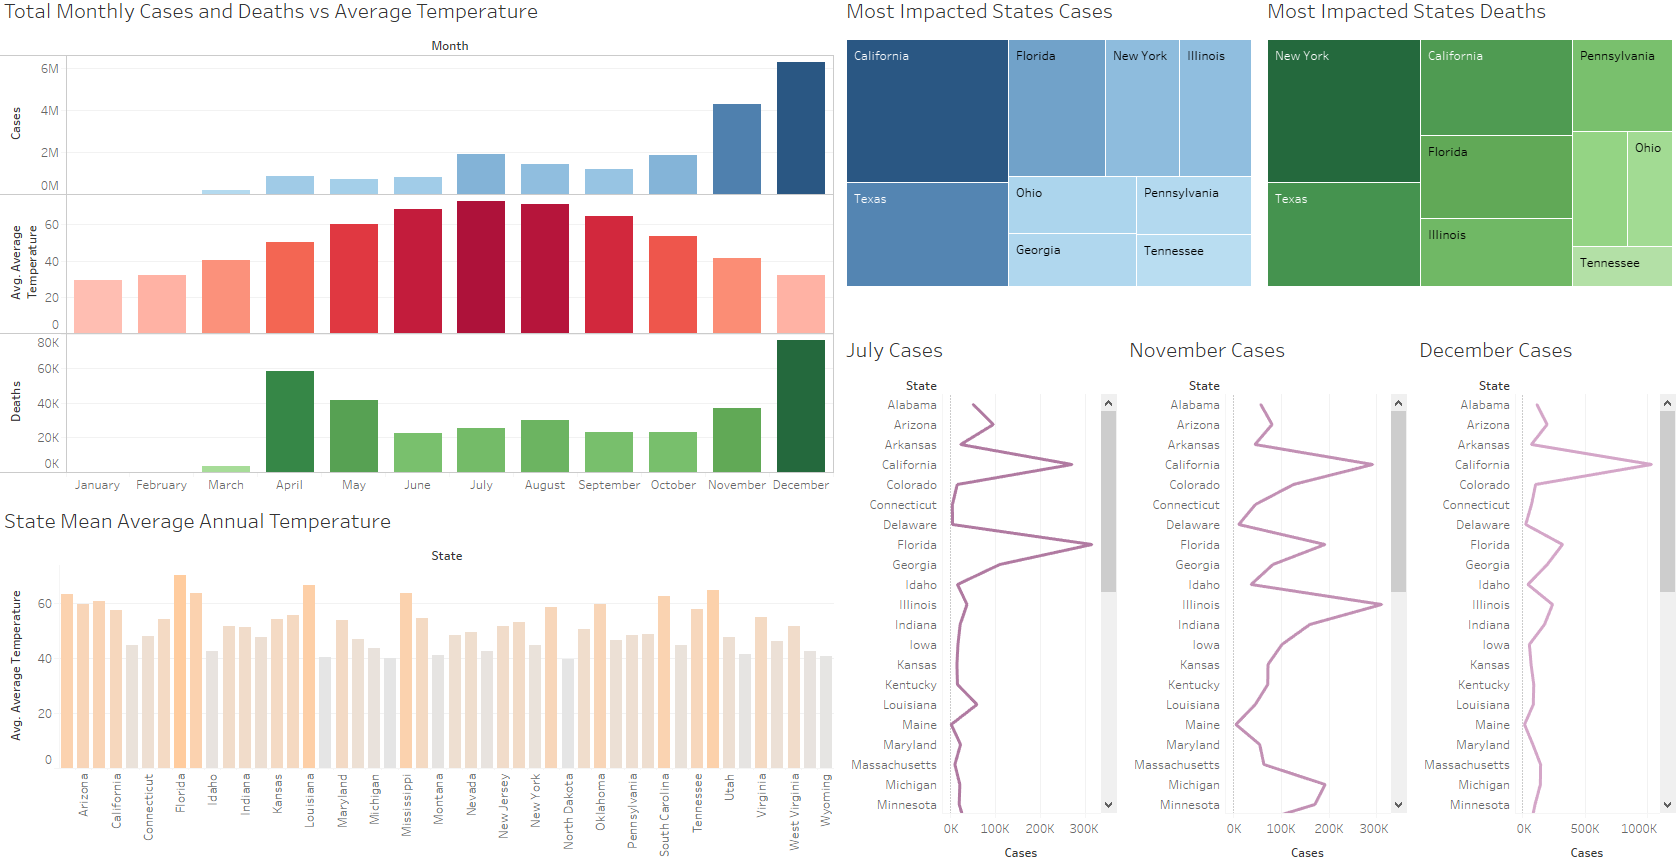 Total Monthly Cases and Deaths vs Average Temperature
Month
Cases
6M
4M
2M
0M
Avg. Average
Temperature
60
40
20
0
Deaths
80K
60K
40K
20K
0K
January February March April May June July August September October November December
State Mean Average Annual Temperature
State
Avg. Average Temperature
60
40
20
0
Arizona
California
Connecticut
Florida
Idaho
Indiana
Kansas
Louisiana
Maryland
Michigan
Mississippi
Montana
Nevada
New Jersey
New York
North Dakota
Oklahoma
Pennsylvania
South Carolina
Tennessee
Utah
Virginia
West Virginia
Wyoming
Most Impacted States Cases
California
Texas
Florida
New York
Illinois
Ohio
Georgia
Pennsylvania
Tennessee
Most Impacted States Deaths
New York
Texas
California
Florida
Illinois
Pennsylvania
Ohio
Tennessee
July Cases
State
Alabama
Arizona
Arkansas
California
Colorado
Connecticut
Delaware
Florida
Georgia
Idaho
Illinois
Indiana
Iowa
Kansas
Kentucky
Louisiana
Maine
Maryland
Massachusetts
Michigan
Minnesota
0K 100K 200K 300K
Cases
November Cases
State
Alabama
Arizona
Arkansas
California
Colorado
Connecticut
Delaware
Florida
Georgia
Idaho
Illinois
Indiana
Iowa
Kansas
Kentucky
Louisiana
Maine
Maryland
Massachusetts
Michigan
Minnesota
0K 100K 200K 300K
Cases
December Cases
State
Alabama
Arizona
Arkansas
California
Colorado
Connecticut
Delaware
Florida
Georgia
Idaho
Illinois
Indiana
Iowa
Kansas
Kentucky
Louisiana
Maine
Maryland
Massachusetts
Michigan
Minnesota
0K 500K 1000K
Cases